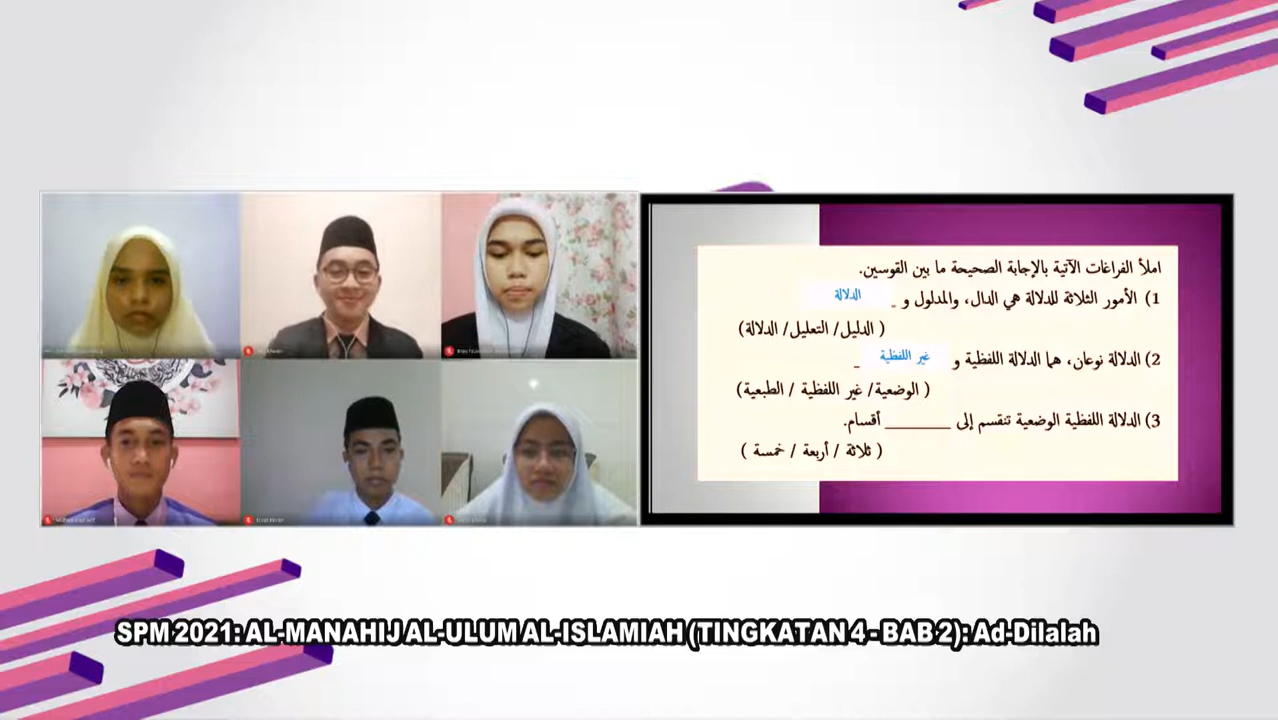 املأ الفراغات الآتية بالإجابة الصحيحة ما بين القوسين.
1) الأمور الثلاثة للدلالة هي الدال، والمدلول و _ الدلالة
( الدليل/ التعليل/ الدلالة)
2) الدلالة نوعان، هما الدلالة اللفظية و غير اللفظية _
( الوضعية/ غير اللفظية / الطبعية)
3) الدلالة اللفظية الوضعية تنقسم إلى ________ أقسام.
( ثلاثة / أربعة / خمسة )
SPM 2021: AL-MANAHIJ AL-ULUM AL-ISLAMIAH (TINGKATAN 4 - BAB 2): Ad-Dilalah